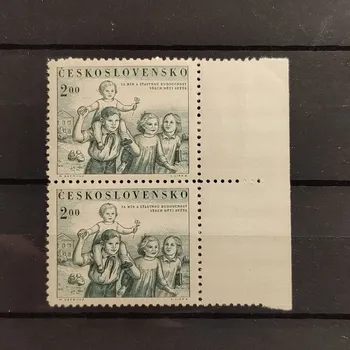 ČESKOSLOVENSKO
2.00
ZA MÍR A ŠŤASTNOU BUDOUCNOST
VŠECH DĚTÍ SVĚTA
ČESKOSLOVENSKO
2.00
ZA MÍR A ŠŤASTNOU BUDOUCNOST
VŠECH DĚTÍ SVĚTA